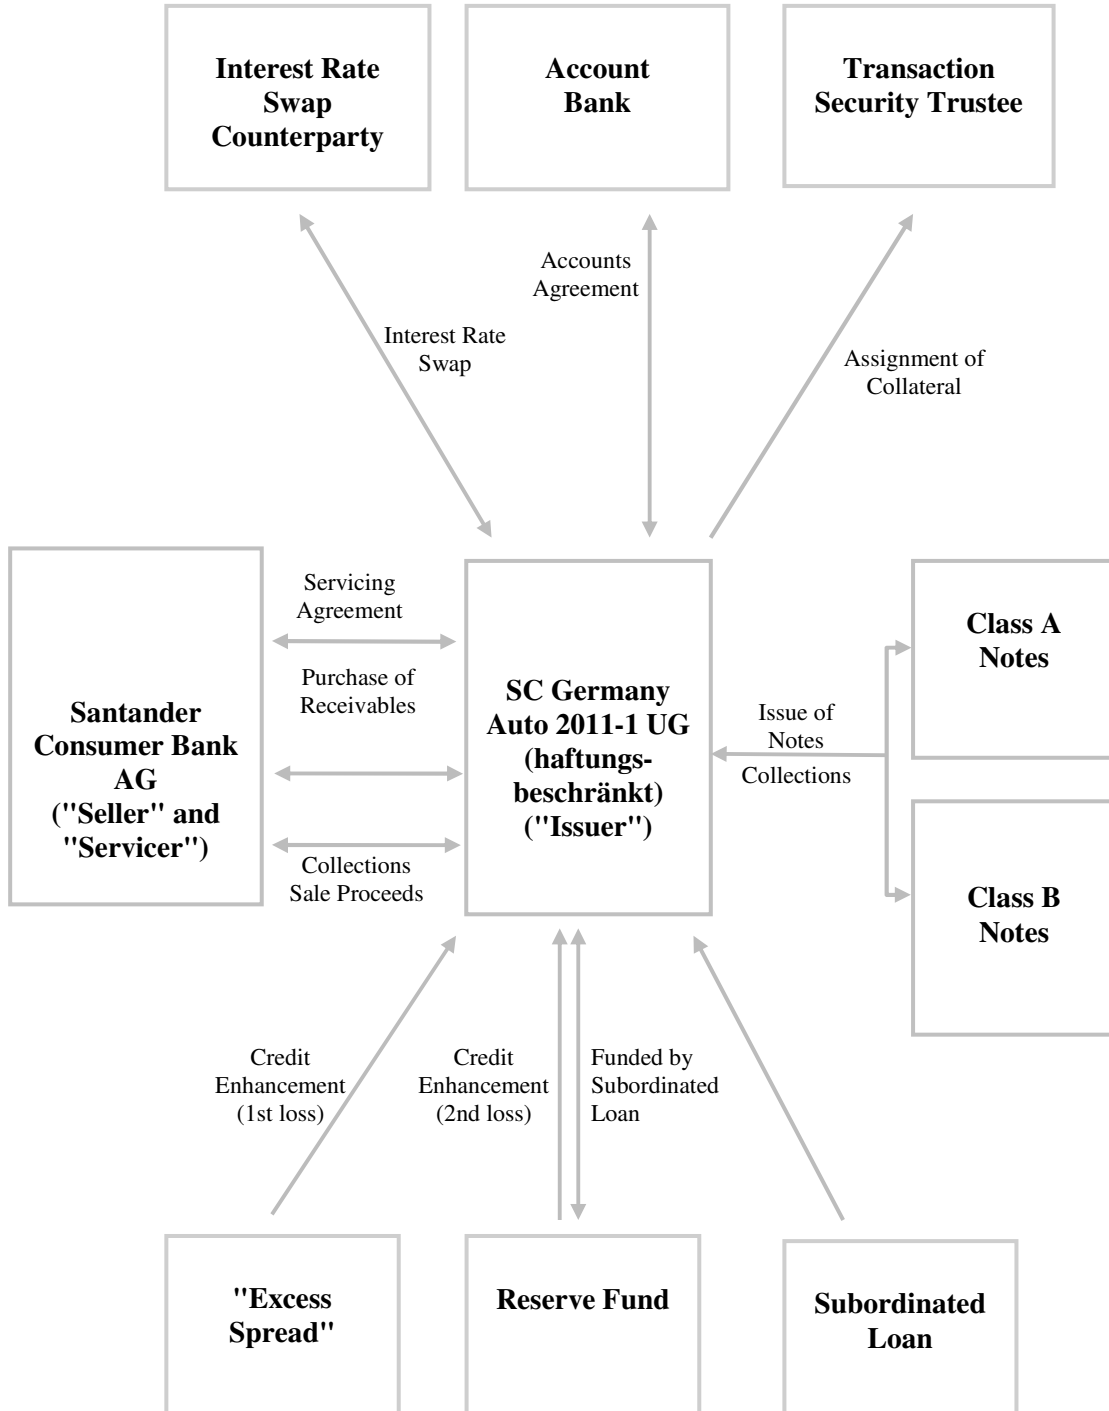 Interest Rate
Swap
Counterparty
Account
Bank
Transaction
Security Trustee
Accounts
Agreement
Interest Rate
Swap
Assignment of
Collateral
Servicing
Agreement
Purchase of
Receivables
Santander
Consumer Bank
AG
("Seller" and
"Servicer")
Collections
Sale Proceeds
SC Germany
Auto 2011-1 UG
(haftungs-
beschränkt)
("Issuer")
Issue of
Notes
Collections
Class A
Notes
Class B
Notes
Credit
Enhancement
(1st loss)
Credit
Enhancement
(2nd loss)
Funded by
Subordinated
Loan
"Excess
Spread"
Reserve Fund
Subordinated
Loan